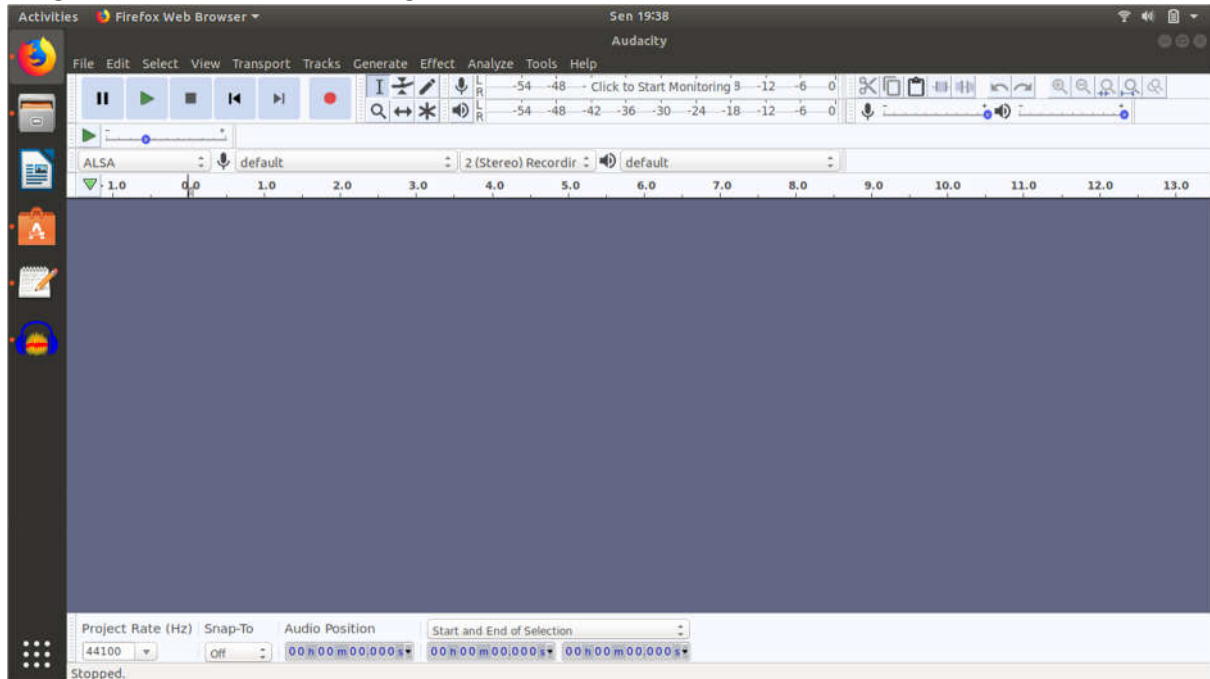 Activities Firefox Web Browser Sen 19:38
Audacity
File Edit Select View Transport Tracks Generate Effect Analyze Tools Help
L R -54 -48 - Click to Start Monitoring 3 -12 -6 0
L R -54 -48 -42 -36 -30 -24 -18 -12 -6 0
ALSA default 2 (Stereo) Recordir default
1.0 0.0 1.0 2.0 3.0 4.0 5.0 6.0 7.0 8.0 9.0 10.0 11.0 12.0 13.0
Project Rate (Hz) Snap-To Audio Position Start and End of Selection
44100 Off 00 h 00 m 00.000 s 00 h 00 m 00.000 s 00 h 00 m 00.000 s
Stopped.